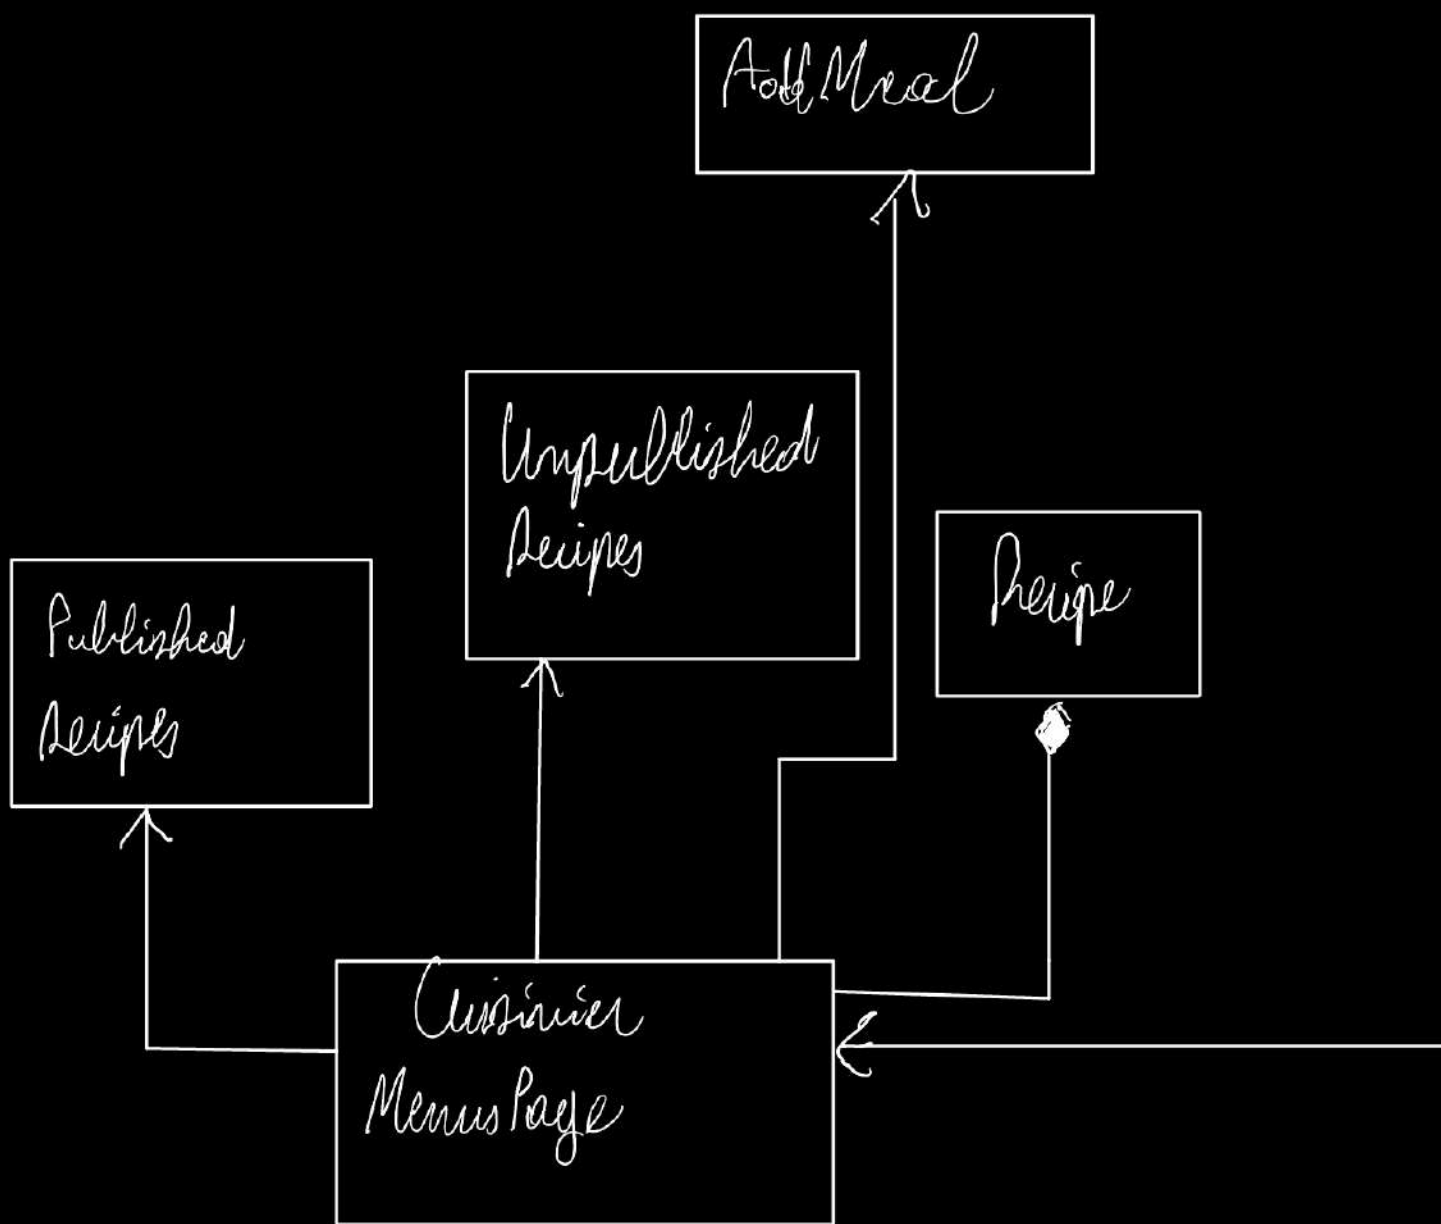 AddMeal
Unpublished
Recipes
Recipe
Published
Recipes
Cuisinier
MenusPage